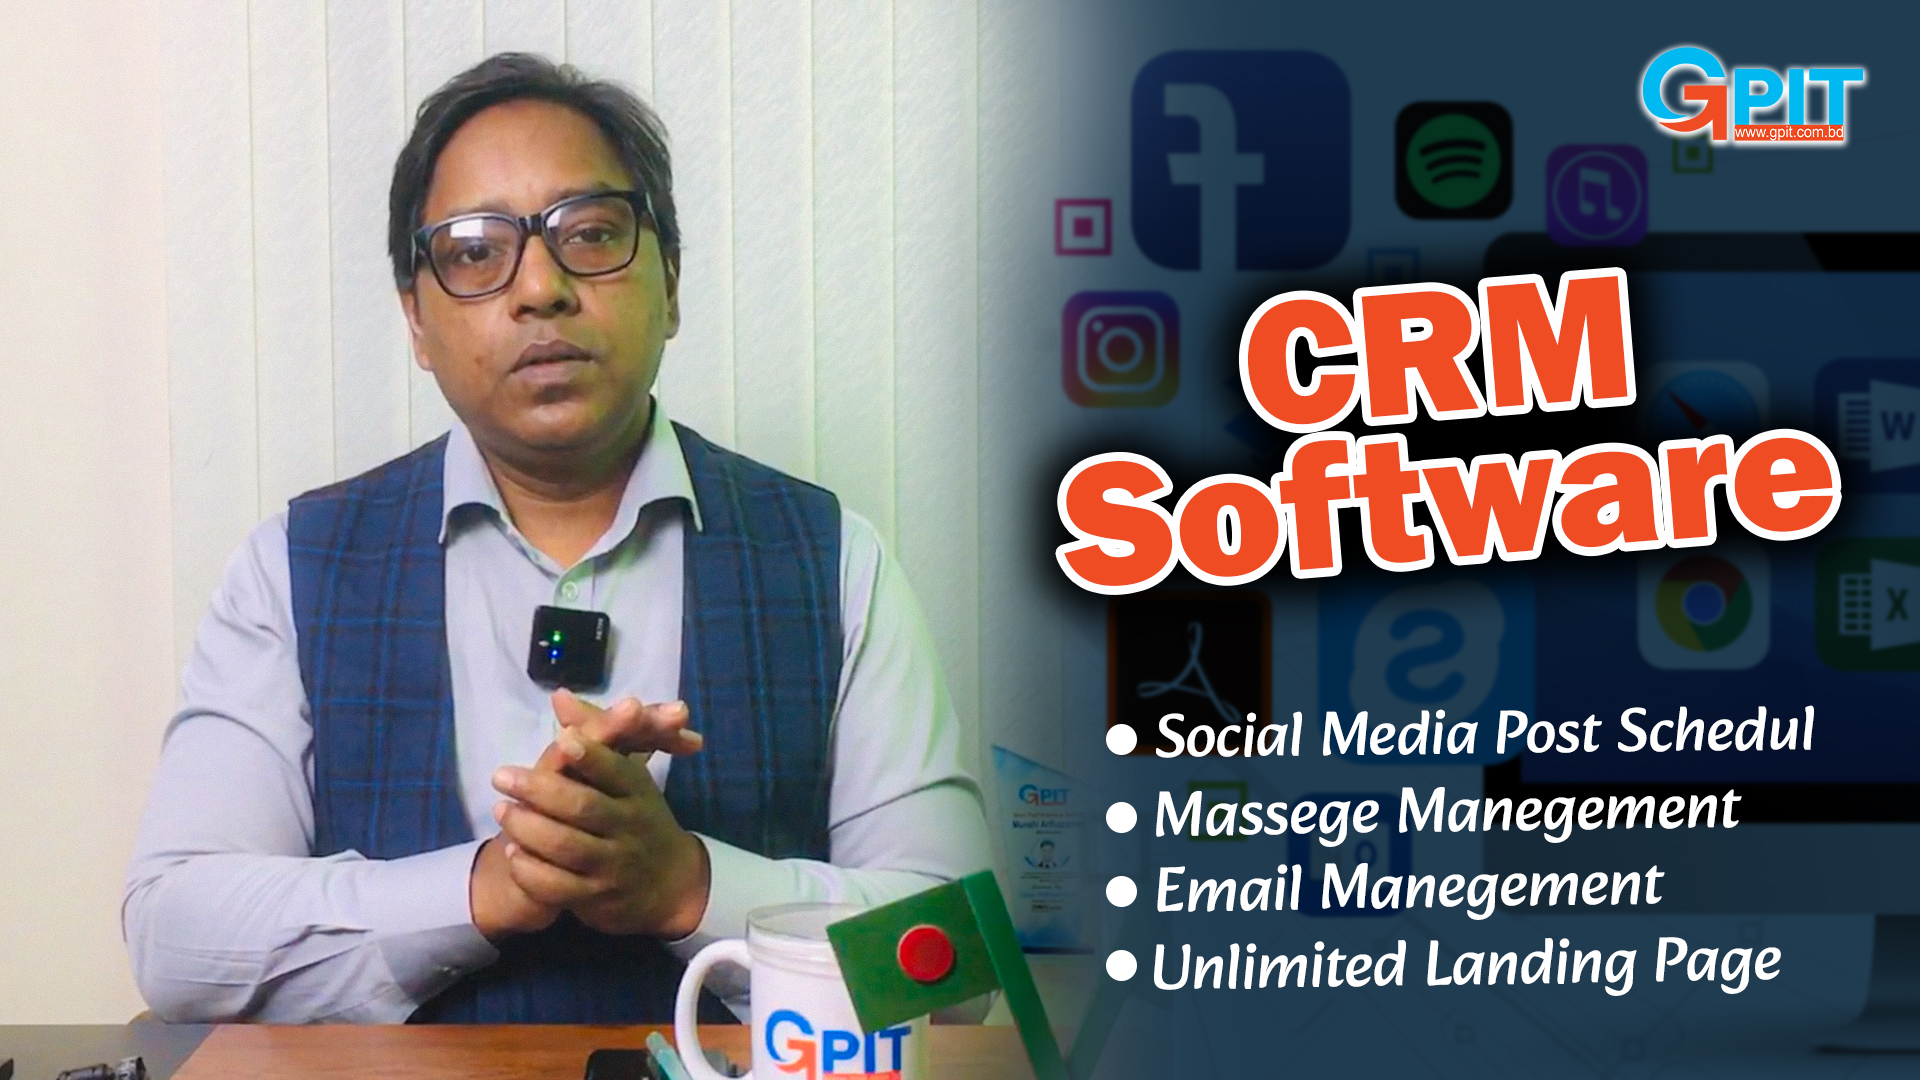 GPIT
www.gpit.com.bd
CRM
Software
Social Media Post Schedul
Massege Manegement
Email Manegement
Unlimited Landing Page
GPIT
GPIT
W
X